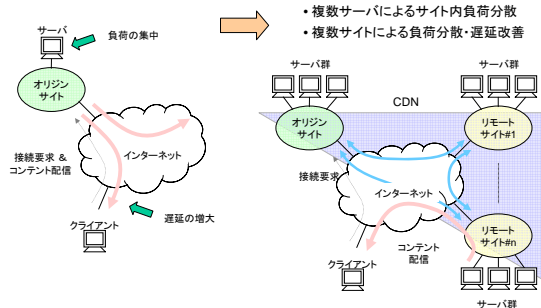 ・複数サーバによるサイト内負荷分散
・複数サイトによる負荷分散・遅延改善
サーバ
負荷の集中
オリジン
サイト
接続要求 &
コンテント配信
インターネット
遅延の増大
クライアント
サーバ群
サーバ群
CDN
オリジン
サイト
リモート
サイト#1
接続要求
インターネット
リモート
サイト#n
コンテント
配信
クライアント
サーバ群